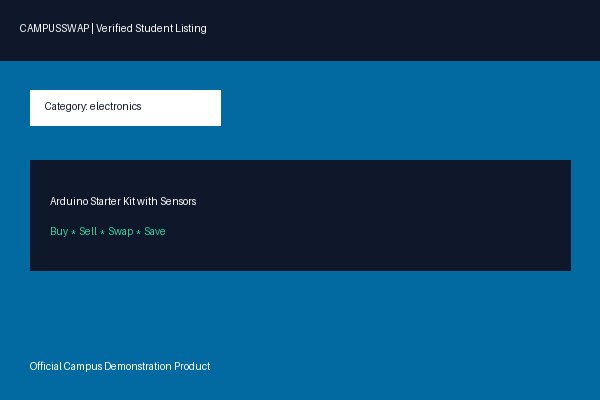 CAMPUSSWAP | Verified Student Listing
Category: electronics
Arduino Starter Kit with Sensors
Buy * Sell * Swap * Save
Official Campus Demonstration Product